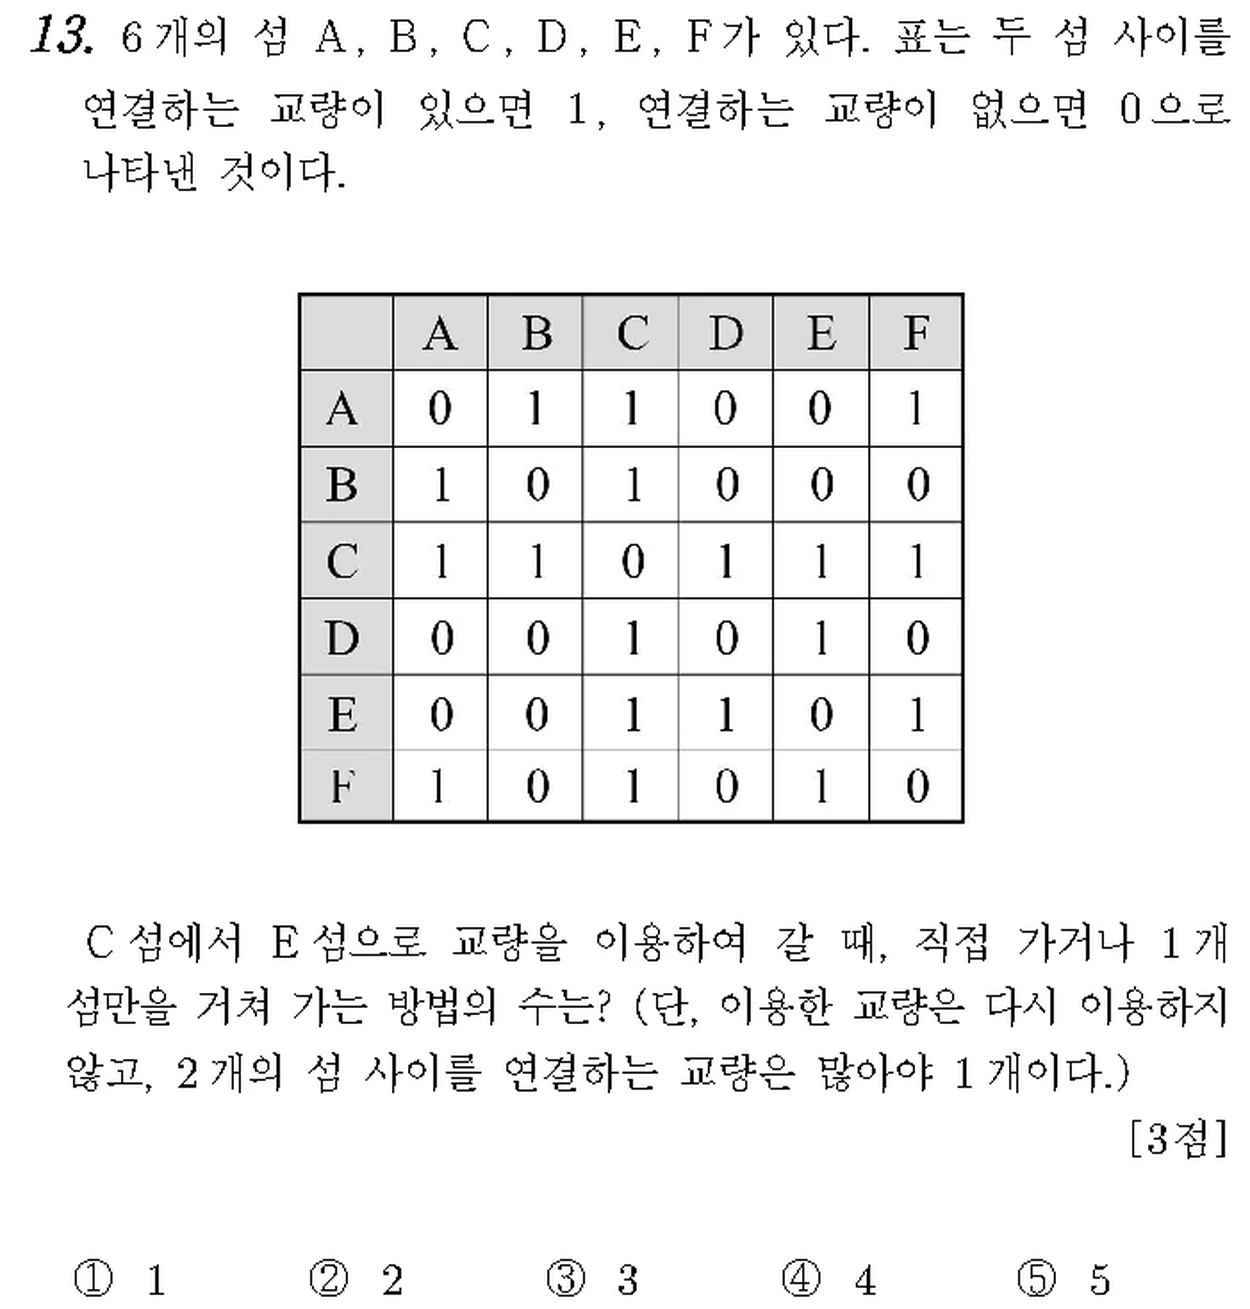 13. 6개의 섬 A, B, C, D, E, F가 있다. 표는 두 섬 사이를
연결하는 교량이 있으면 1, 연결하는 교량이 없으면 0으로
나타낸 것이다.
A B C D E F
A 0 1 1 0 0 1
B 1 0 1 0 0 0
C 1 1 0 1 1 1
D 0 0 1 0 1 0
E 0 0 1 1 0 1
F 1 0 1 0 1 0
C섬에서 E섬으로 교량을 이용하여 갈 때, 직접 가거나 1개
섬만을 거쳐 가는 방법의 수는? (단, 이용한 교량은 다시 이용하지
않고, 2개의 섬 사이를 연결하는 교량은 많아야 1개이다.)
[3점]
① 1 ② 2 ③ 3 ④ 4 ⑤ 5